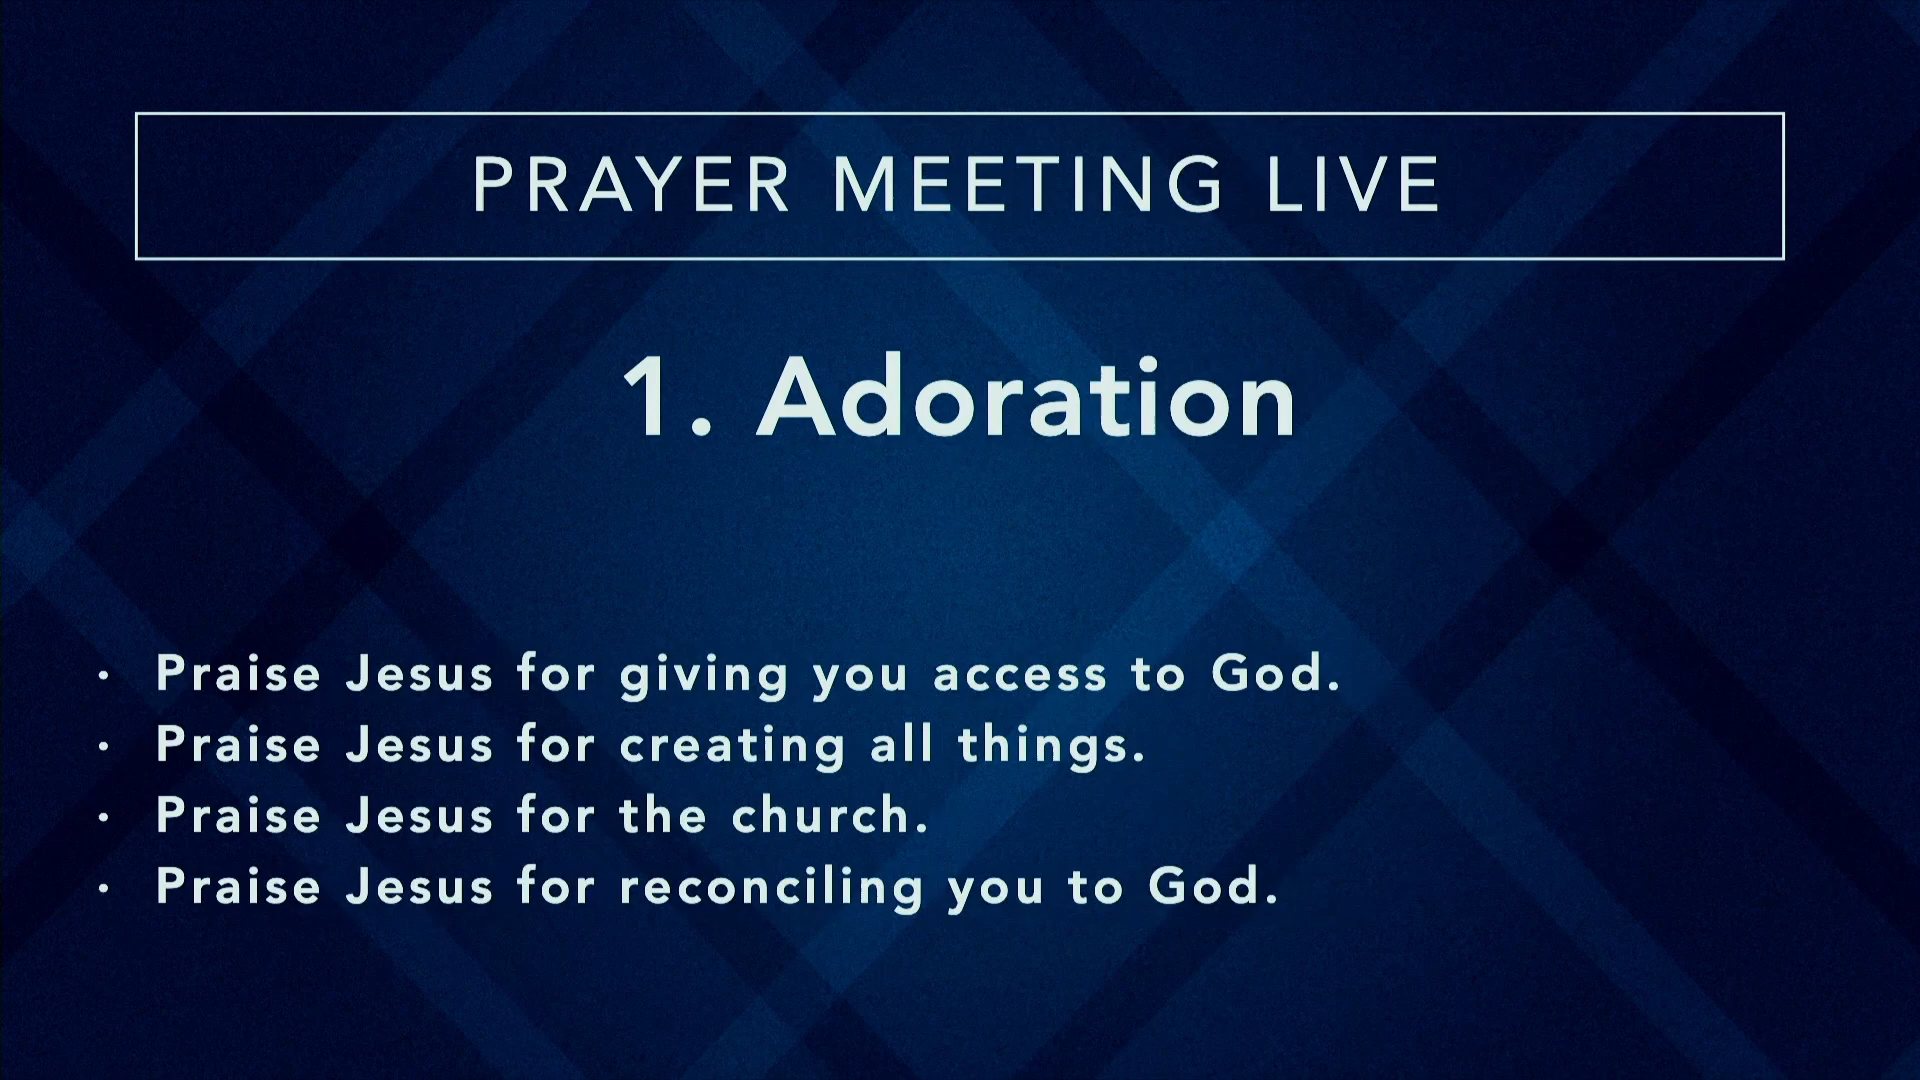 PRAYER MEETING LIVE
1. Adoration
· Praise Jesus for giving you access to God.
· Praise Jesus for creating all things.
· Praise Jesus for the church.
· Praise Jesus for reconciling you to God.